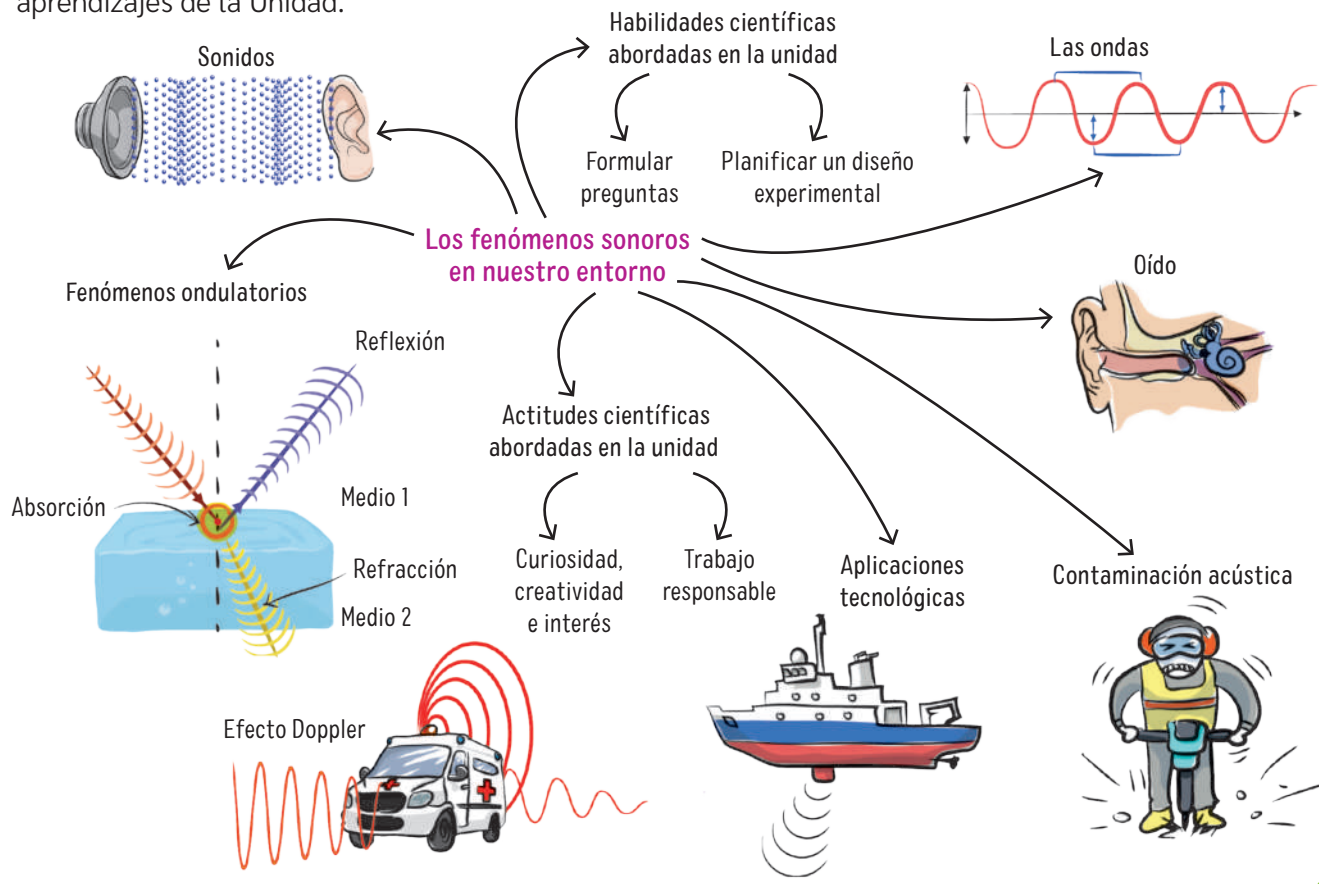 aprendizajes de la Unidad.
Habilidades científicas
abordadas en la unidad
Formular
preguntas
Planificar un diseño
experimental
Sonidos
Las ondas
Los fenómenos sonoros
en nuestro entorno
Oído
Fenómenos ondulatorios
Reflexión
Absorción
Medio 1
Refracción
Medio 2
Actitudes científicas
abordadas en la unidad
Curiosidad,
creatividad
e interés
Trabajo
responsable
Aplicaciones
tecnológicas
Contaminación acústica
Efecto Doppler